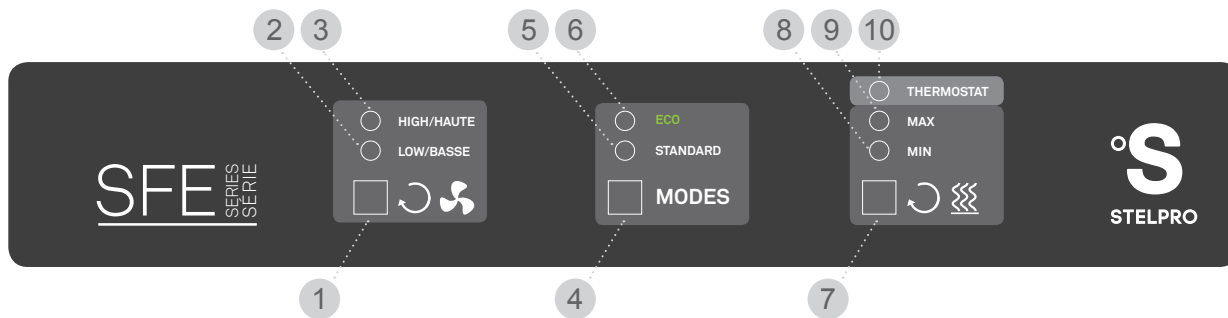 2 3 5 6 8 9 10
THERMOSTAT
HIGH/HAUTE ECO MAX
LOW/BASSE STANDARD MIN
SFE SERIES SÉRIE MODES °S
STELPRO
1 4 7